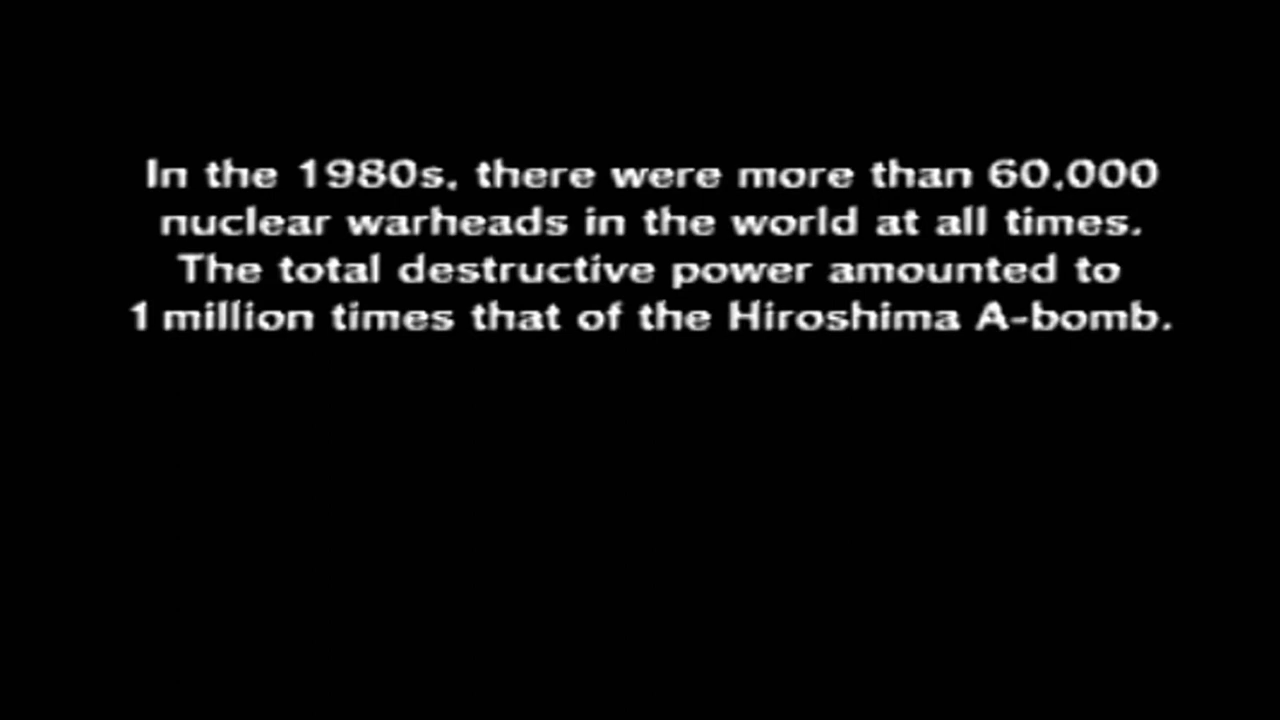 In the 1980s, there were more than 60,000
nuclear warheads in the world at all times.
The total destructive power amounted to
1 million times that of the Hiroshima A-bomb.